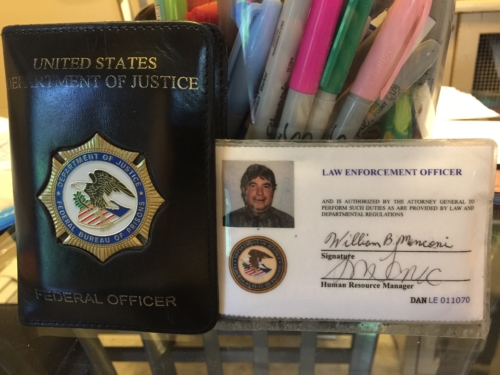 UNITED STATES
DEPARTMENT OF JUSTICE
DEPARTMENT OF JUSTICE
FEDERAL BUREAU OF PRISONS
FEDERAL OFFICER
LAW ENFORCEMENT OFFICER
AND IS AUTHORIZED BY THE ATTORNEY GENERAL TO
PERFORM SUCH DUTIES AS ARE PROVIDED BY LAW AND
DEPARTMENTAL REGULATIONS
William B Menconi
Signature
Human Resource Manager
DAN LE 011070